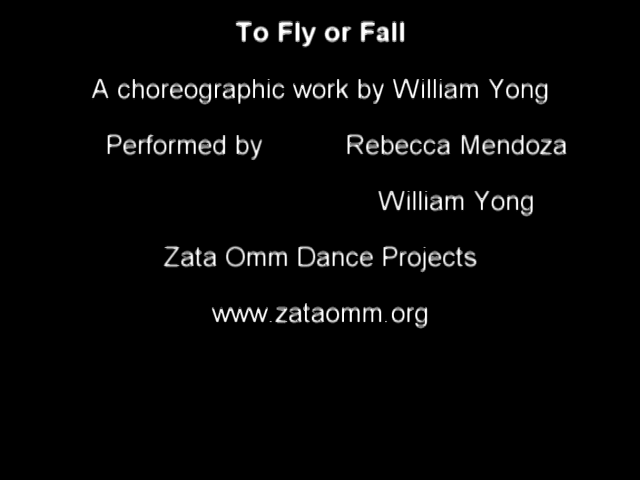 To Fly or Fall
A choreographic work by William Yong
Performed by Rebecca Mendoza
William Yong
Zata Omm Dance Projects
www.zataomm.org